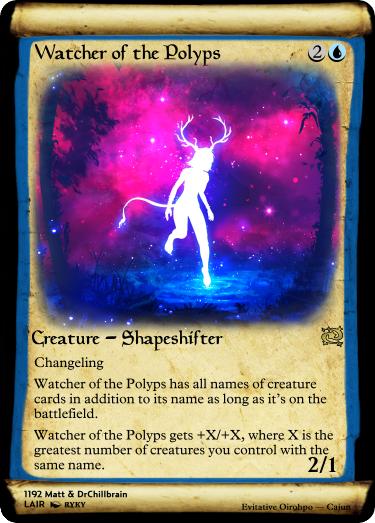 Watcher of the Polyps 2
Creature – Shapeshifter
Changeling
Watcher of the Polyps has all names of creature
cards in addition to its name as long as it's on the
battlefield.
Watcher of the Polyps gets +X/+X, where X is the
greatest number of creatures you control with the
same name.
2/1
1192 Matt & DrChillbrain
LAIR RYKY
Evitative Oirohpo – Cajun